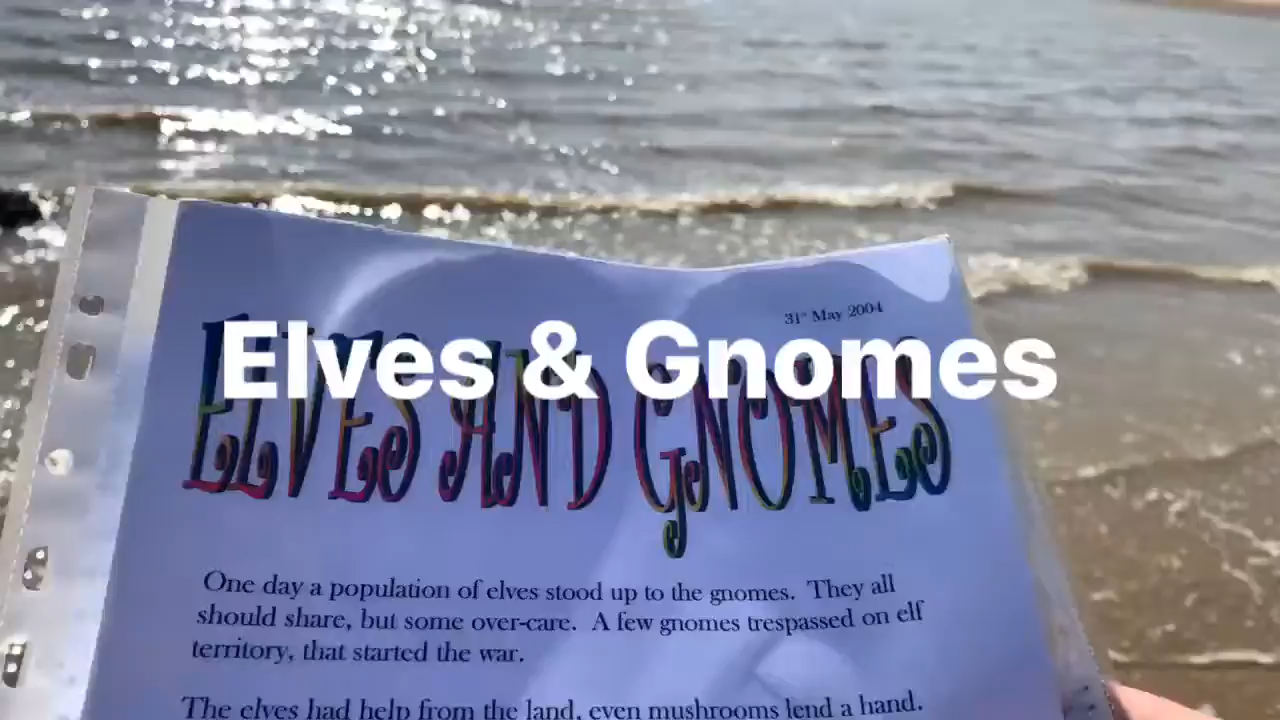 31st May 2004
Elves & Gnomes
ELVES AND GNOMES
One day a population of elves stood up to the gnomes. They all
should share, but some over-care. A few gnomes trespassed on elf
territory, that started the war.
The elves had help from the land, even mushrooms lend a hand.